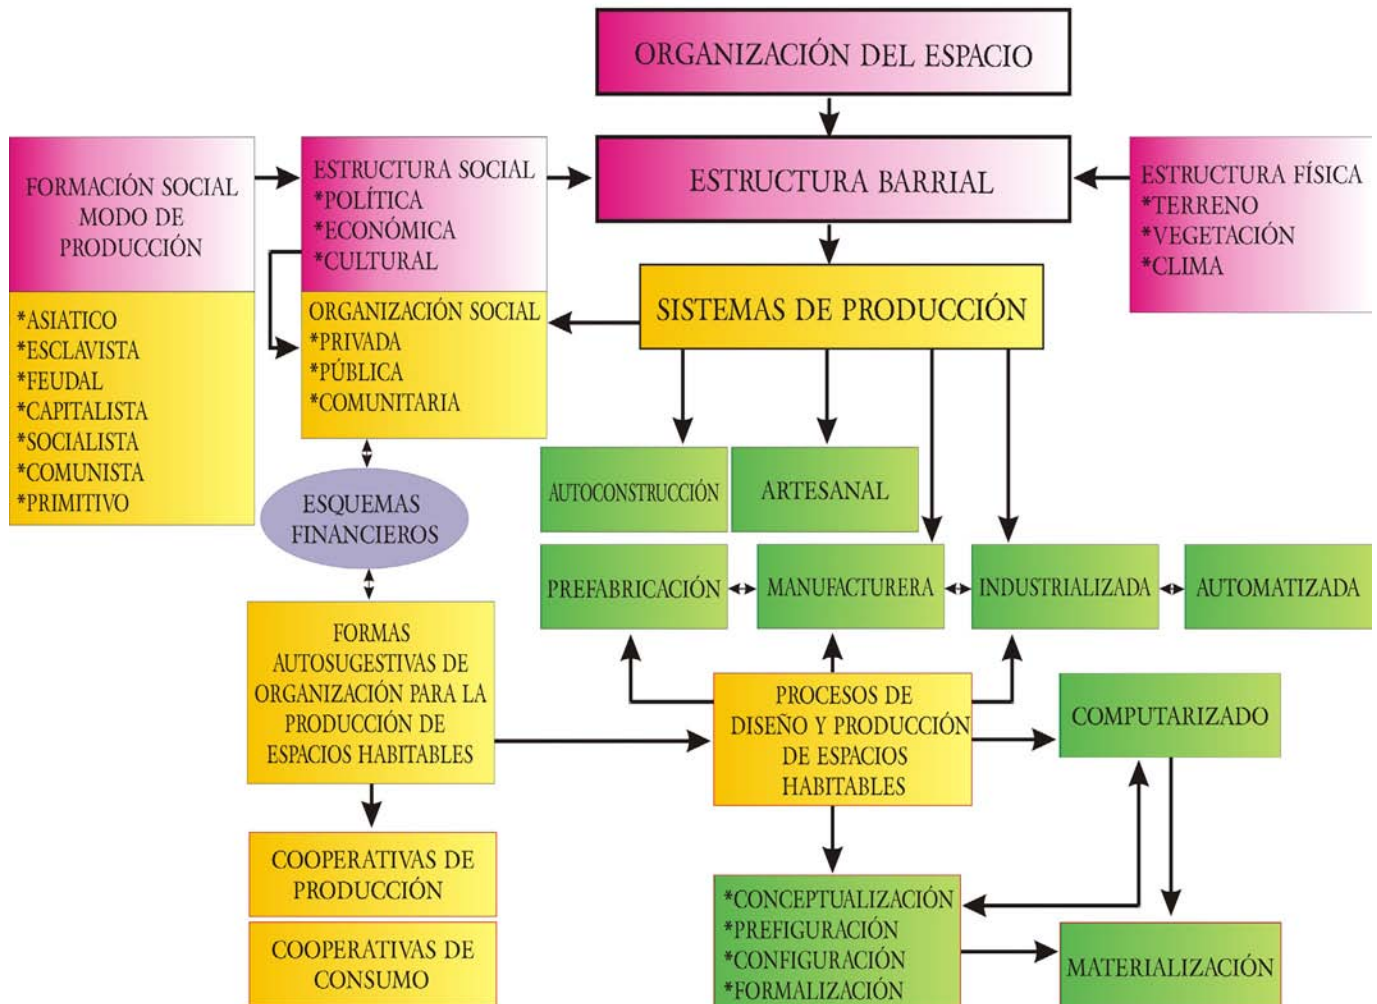 ORGANIZACIÓN DEL ESPACIO
FORMACIÓN SOCIAL
MODO DE
PRODUCCIÓN
*ASIATICO
*ESCLAVISTA
*FEUDAL
*CAPITALISTA
*SOCIALISTA
*COMUNISTA
*PRIMITIVO
ESTRUCTURA SOCIAL
*POLÍTICA
*ECONÓMICA
*CULTURAL
ORGANIZACIÓN SOCIAL
*PRIVADA
*PÚBLICA
*COMUNITARIA
ESTRUCTURA BARRIAL
ESTRUCTURA FÍSICA
*TERRENO
*VEGETACIÓN
*CLIMA
SISTEMAS DE PRODUCCIÓN
ESQUEMAS
FINANCIEROS
AUTOCONSTRUCCIÓN
ARTESANAL
PREFABRICACIÓN
MANUFACTURERA
INDUSTRIALIZADA
AUTOMATIZADA
FORMAS
AUTOSUGESTIVAS DE
ORGANIZACIÓN PARA LA
PRODUCCIÓN DE
ESPACIOS HABITABLES
PROCESOS DE
DISEÑO Y PRODUCCIÓN
DE ESPACIOS
HABITABLES
COMPUTARIZADO
COOPERATIVAS DE
PRODUCCIÓN
COOPERATIVAS DE
CONSUMO
*CONCEPTUALIZACIÓN
*PREFIGURACIÓN
*CONFIGURACIÓN
*FORMALIZACIÓN
MATERIALIZACIÓN